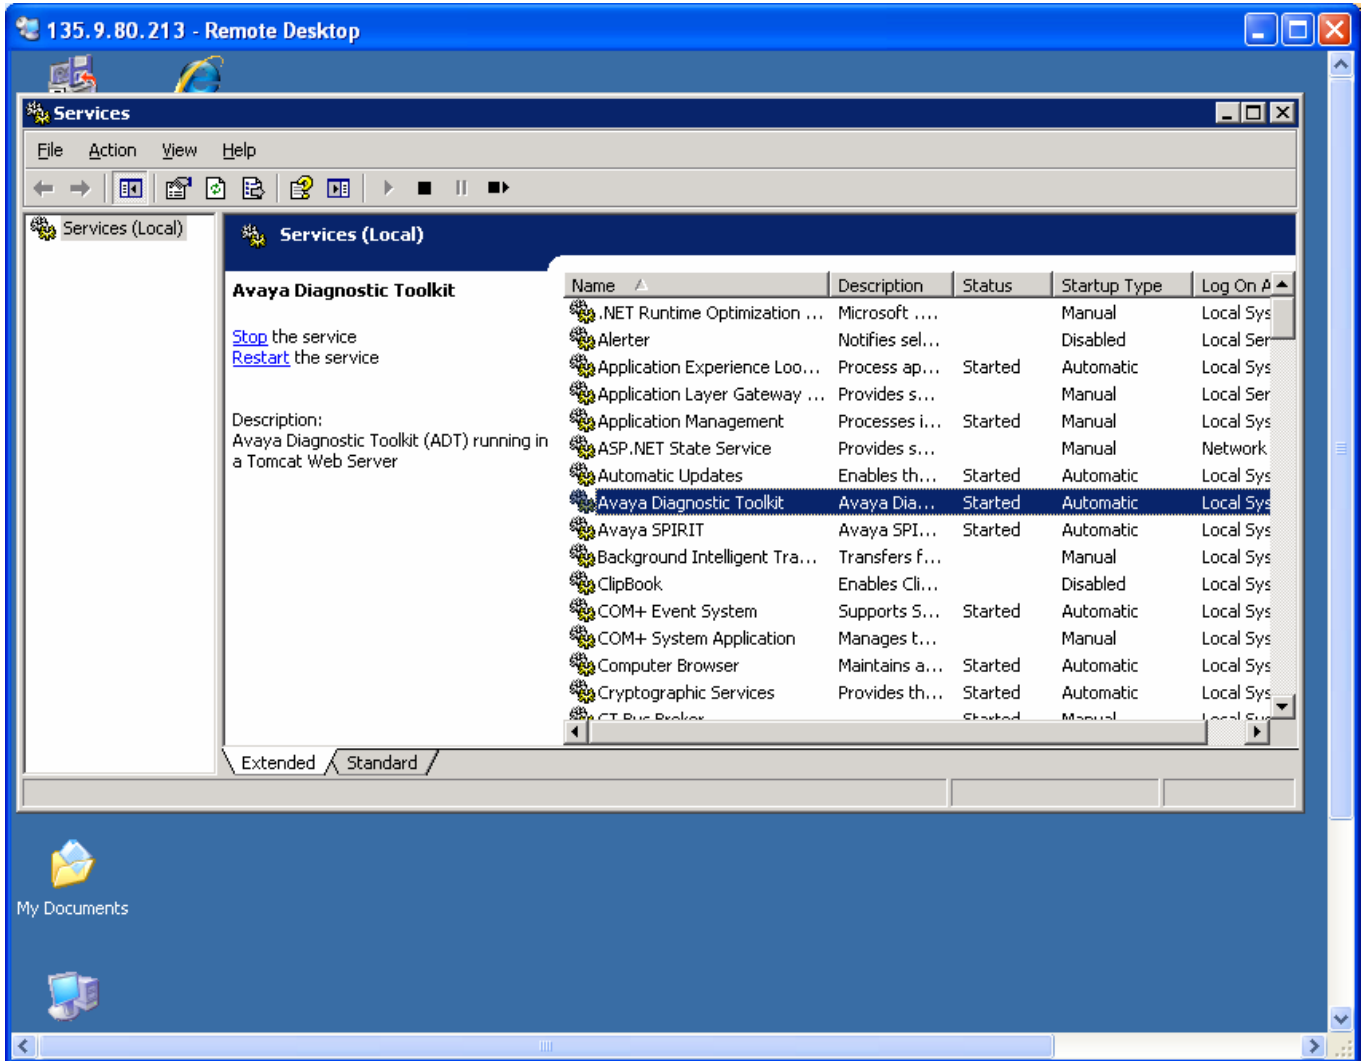 135.9.80.213 - Remote Desktop
Services
File Action View Help
Services (Local)
Services (Local)
Avaya Diagnostic Toolkit
Stop the service
Restart the service
Description:
Avaya Diagnostic Toolkit (ADT) running in
a Tomcat Web Server
Name Description Status Startup Type Log On A
.NET Runtime Optimization ... Microsoft .... Manual Local Sys
Alerter Notifies sel... Disabled Local Ser
Application Experience Loo... Process ap... Started Automatic Local Sys
Application Layer Gateway ... Provides s... Manual Local Ser
Application Management Processes i... Started Manual Local Sys
ASP.NET State Service Provides s... Manual Network
Automatic Updates Enables th... Started Automatic Local Sys
Avaya Diagnostic Toolkit Avaya Dia... Started Automatic Local Sys
Avaya SPIRIT Avaya SPI... Started Automatic Local Sys
Background Intelligent Tra... Transfers f... Manual Local Sys
ClipBook Enables Cli... Disabled Local Sys
COM+ Event System Supports S... Started Automatic Local Sys
COM+ System Application Manages t... Manual Local Sys
Computer Browser Maintains a... Started Automatic Local Sys
Cryptographic Services Provides th... Started Automatic Local Sys
CT Bus Broker Started Manual Local Sys
Extended Standard
My Documents